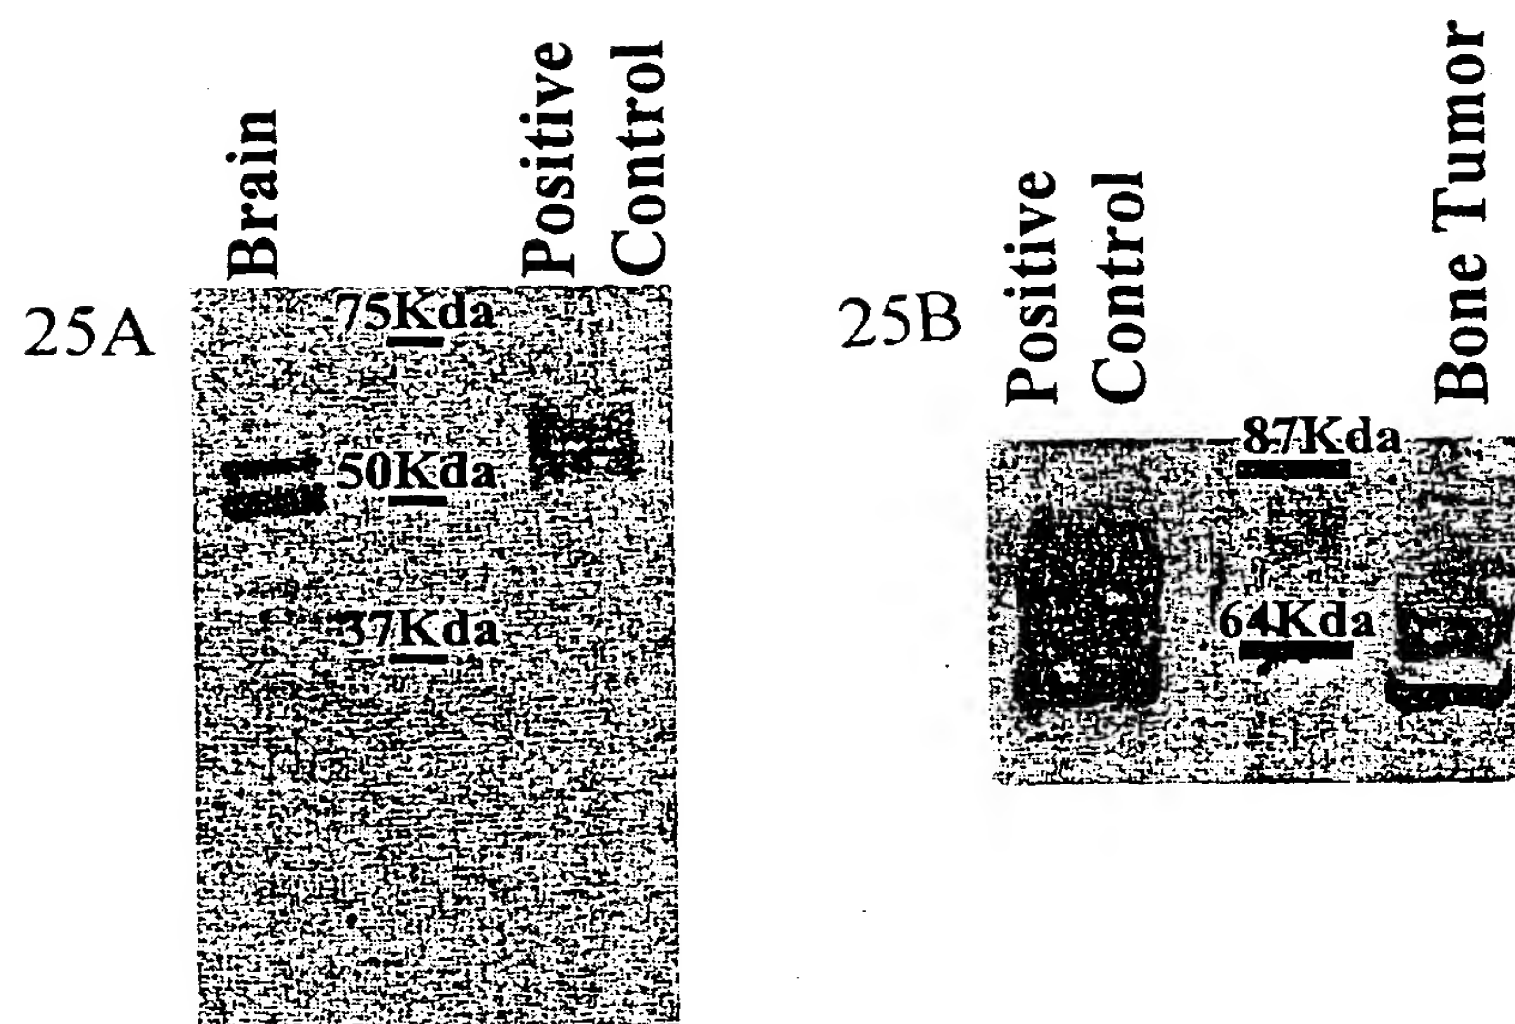 25A
Brain
Positive
Control
75Kda
50Kda
37Kda
25B
Positive
Control
Bone Tumor
87Kda
64Kda